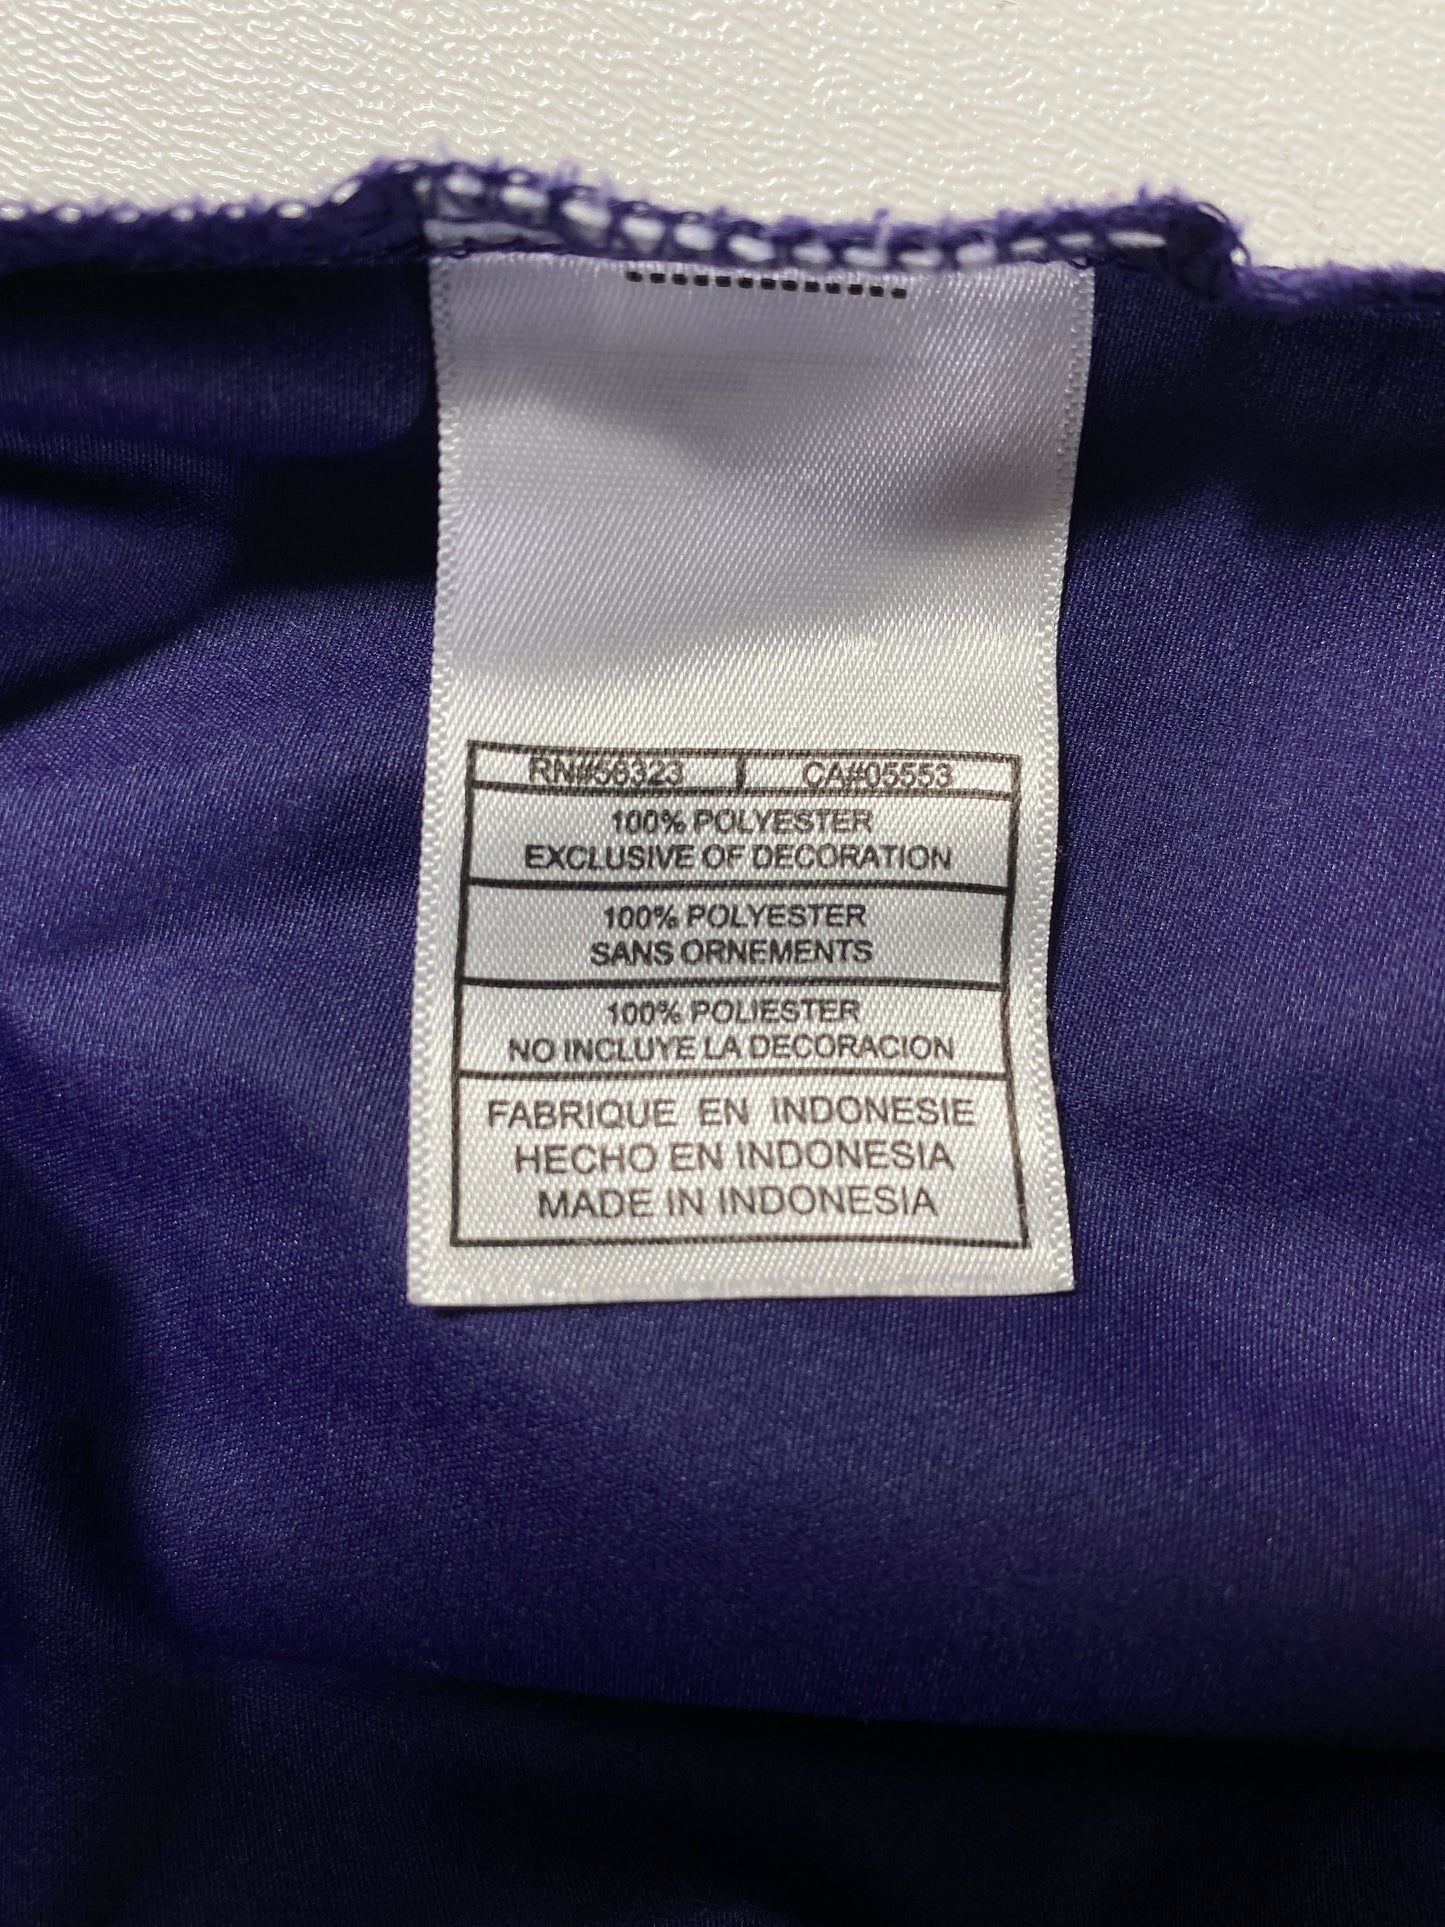 RN#56323 CA#05553
100% POLYESTER
EXCLUSIVE OF DECORATION
100% POLYESTER
SANS ORNEMENTS
100% POLIESTER
NO INCLUYE LA DECORACION
FABRIQUE EN INDONESIE
HECHO EN INDONESIA
MADE IN INDONESIA